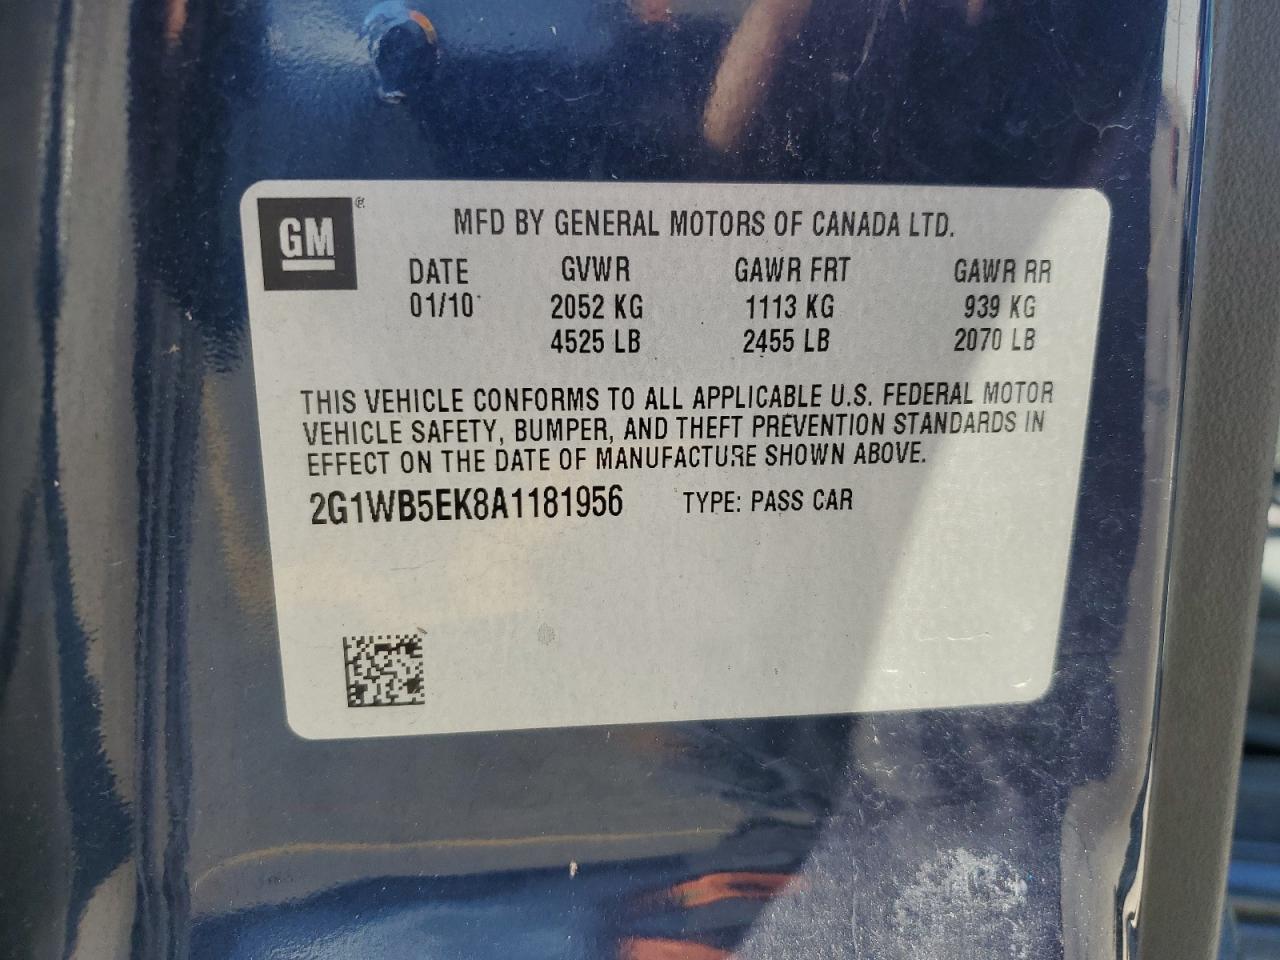 GM ®
MFD BY GENERAL MOTORS OF CANADA LTD.
DATE GVWR GAWR FRT GAWR RR
01/10 2052 KG 1113 KG 939 KG
4525 LB 2455 LB 2070 LB
THIS VEHICLE CONFORMS TO ALL APPLICABLE U.S. FEDERAL MOTOR
VEHICLE SAFETY, BUMPER, AND THEFT PREVENTION STANDARDS IN
EFFECT ON THE DATE OF MANUFACTURE SHOWN ABOVE.
2G1WB5EK8A1181956 TYPE: PASS CAR